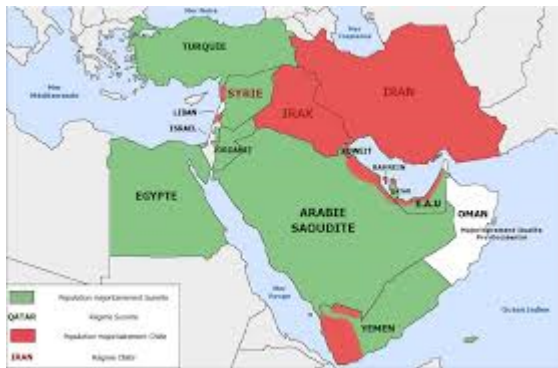 Mer Noire
TURQUIE
Mer
Caspienne
Mer
Méditerranée
SYRIE
LIBAN
IRAK
IRAN
ISRAEL
KOWEIT
BAHREIN
QATAR
EGYPTE
E.A.U
ARABIE
SAOUDITE
OMAN
Mer
Rouge
YEMEN
Océan Indien
Population majoritairement Sunnite
QATAR
Régime Sunnite
Population majoritairement Chiite
IRAN
Régime Chiite